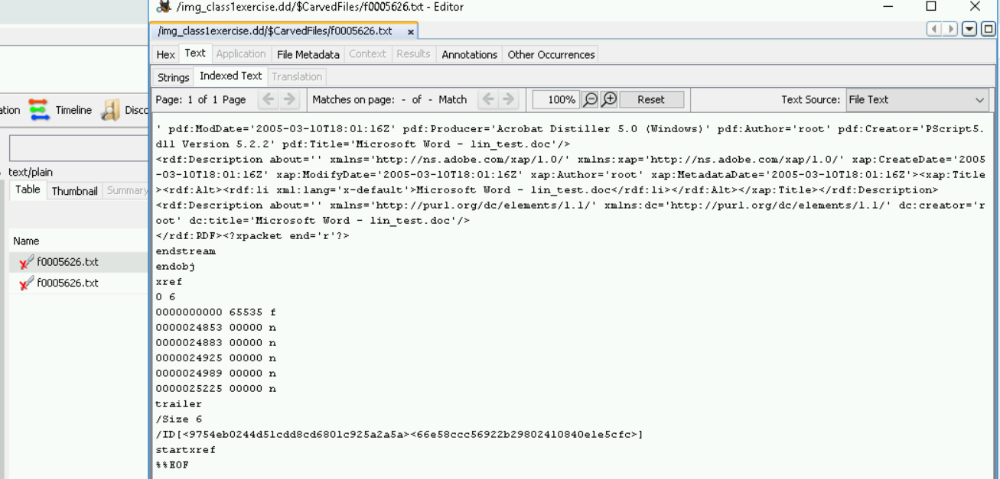 /img_class1exercise.dd/$CarvedFiles/f0005626.txt - Editor
/img_class1exercise.dd/$CarvedFiles/f0005626.txt x
Hex Text Application File Metadata Context Results Annotations Other Occurrences
Strings Indexed Text Translation
Page: 1 of 1 Page Matches on page: - of - Match 100% Reset Text Source: File Text
ation Timeline Disco
text/plain
Table Thumbnail Summary
Name
f0005626.txt
f0005626.txt
' pdf:ModDate='2005-03-10T18:01:16Z' pdf:Producer='Acrobat Distiller 5.0 (Windows)' pdf:Author='root' pdf:Creator='PScript5.
dll Version 5.2.2' pdf:Title='Microsoft Word - lin_test.doc'/>
<rdf:Description about='' xmlns='http://ns.adobe.com/xap/1.0/' xmlns:xap='http://ns.adobe.com/xap/1.0/' xap:CreateDate='2005
-03-10T18:01:16Z' xap:ModifyDate='2005-03-10T18:01:16Z' xap:Author='root' xap:MetadataDate='2005-03-10T18:01:16Z'><xap:Title
><rdf:Alt><rdf:li xml:lang='x-default'>Microsoft Word - lin_test.doc</rdf:li></rdf:Alt></xap:Title></rdf:Description>
<rdf:Description about='' xmlns='http://purl.org/dc/elements/1.1/' xmlns:dc='http://purl.org/dc/elements/1.1/' dc:creator='r
oot' dc:title='Microsoft Word - lin_test.doc'/>
</rdf:RDF><?xpacket end='r'?>
endstream
endobj
xref
0 6
0000000000 65535 f
0000024853 00000 n
0000024883 00000 n
0000024925 00000 n
0000024989 00000 n
0000025225 00000 n
trailer
/Size 6
/ID[<9754eb0244d51cdd8cd6801c925a2a5a><66e58ccc56922b29802410840e1e5cfc>]
startxref
%%EOF